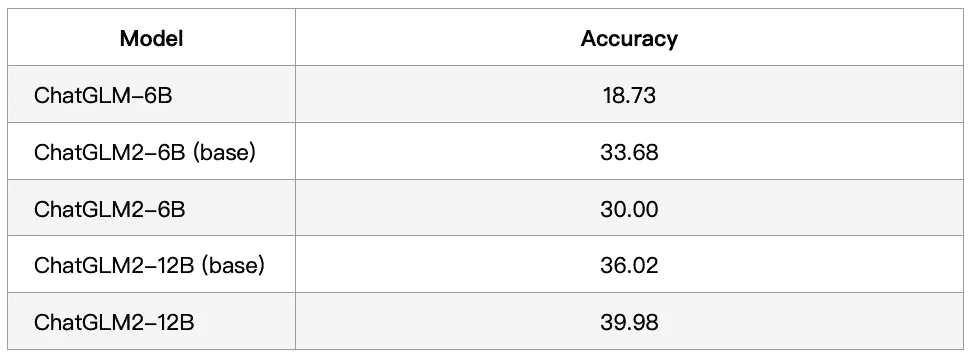 Model Accuracy
ChatGLM-6B 18.73
ChatGLM2-6B (base) 33.68
ChatGLM2-6B 30.00
ChatGLM2-12B (base) 36.02
ChatGLM2-12B 39.98